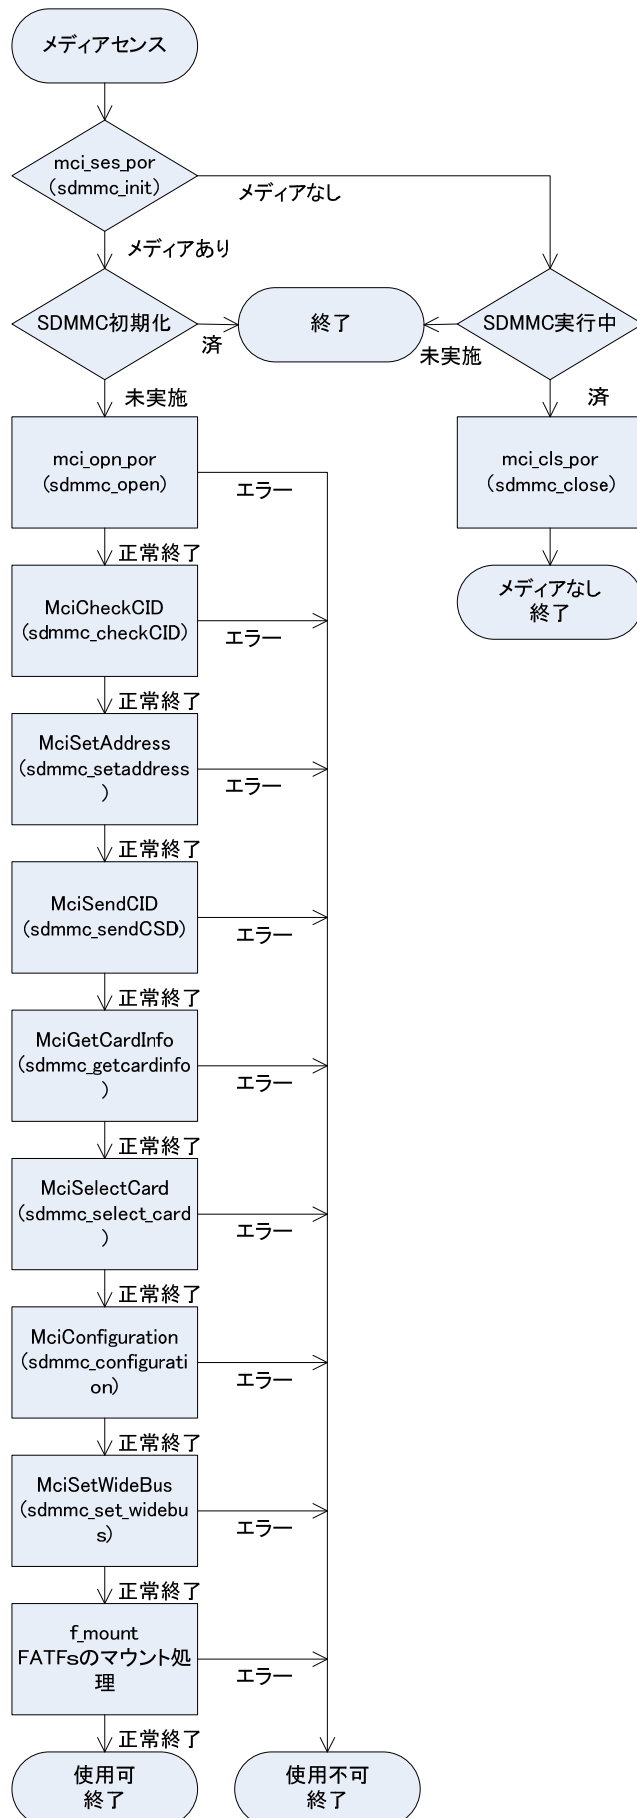 メディアセンス
mci_ses_por
(sdmmc_init)
メディアなし
メディアあり
SDMMC初期化
済
終了
未実施
SDMMC実行中
未実施
済
mci_opn_por
(sdmmc_open)
エラー
mci_cls_por
(sdmmc_close)
正常終了
メディアなし
終了
MciCheckCID
(sdmmc_checkCID)
エラー
正常終了
MciSetAddress
(sdmmc_setaddress
)
エラー
正常終了
MciSendCID
(sdmmc_sendCSD)
エラー
正常終了
MciGetCardInfo
(sdmmc_getcardinfo
)
エラー
正常終了
MciSelectCard
(sdmmc_select_card
)
エラー
正常終了
MciConfiguration
(sdmmc_configurati
on)
エラー
正常終了
MciSetWideBus
(sdmmc_set_widebu
s)
エラー
正常終了
f_mount
FATFsのマウント処
理
エラー
正常終了
使用可
終了
使用不可
終了